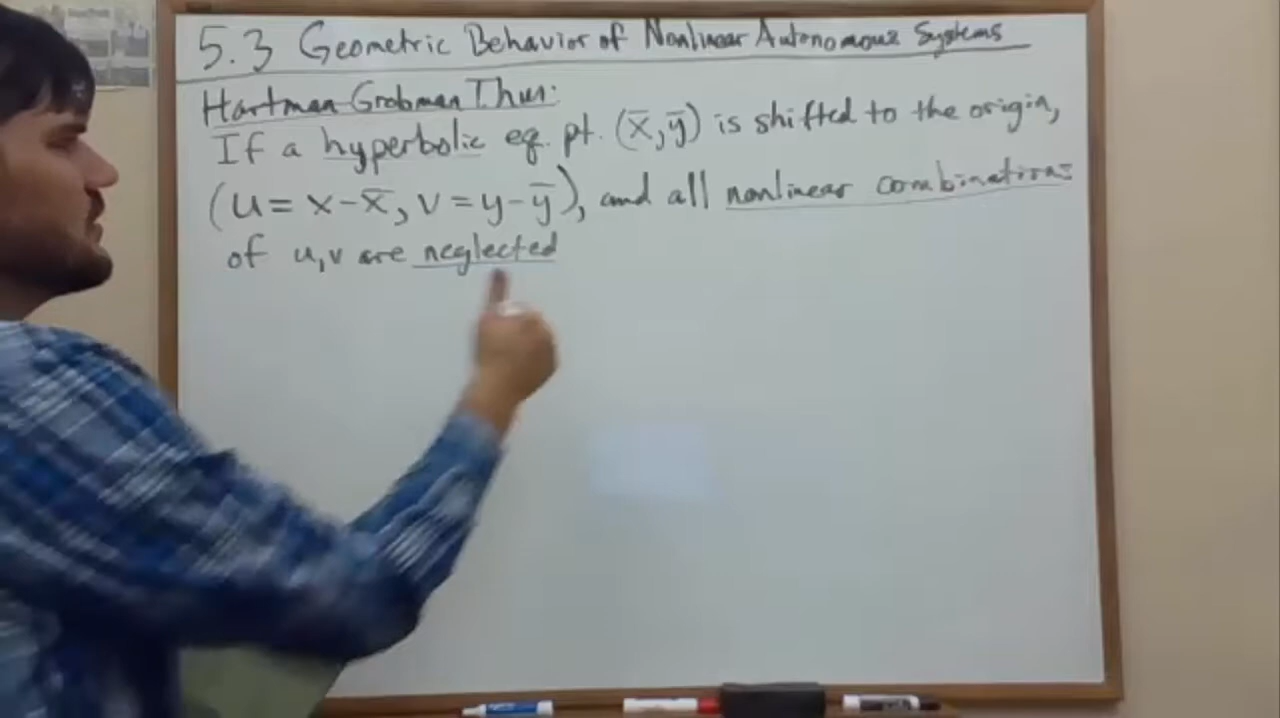 5.3 Geometric Behavior of Nonlinear Autonomous Systems
Hartman-Grobman Thm:
If a hyperbolic eq. pt. (x̅, y̅) is shifted to the origin,
(u = x - x̅, v = y - y̅), and all nonlinear combinations
of u,v are neglected